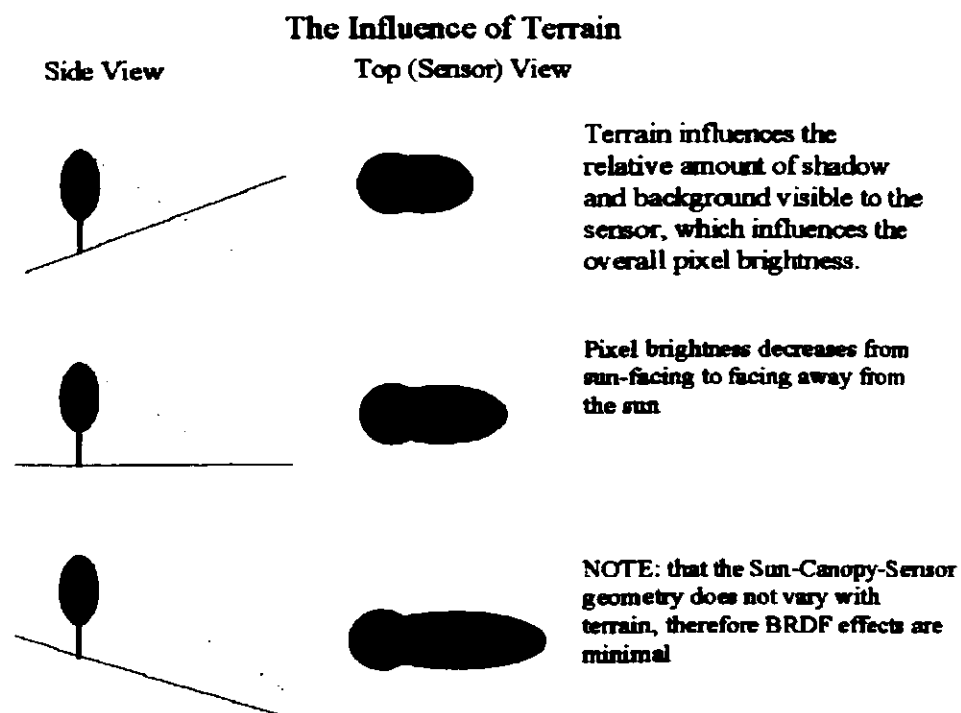 The Influence of Terrain
Side View
Top (Sensor) View
Terrain influences the
relative amount of shadow
and background visible to the
sensor, which influences the
overall pixel brightness.
Pixel brightness decreases from
sun-facing to facing away from
the sun
NOTE: that the Sun-Canopy-Sensor
geometry does not vary with
terrain, therefore BRDF effects are
minimal